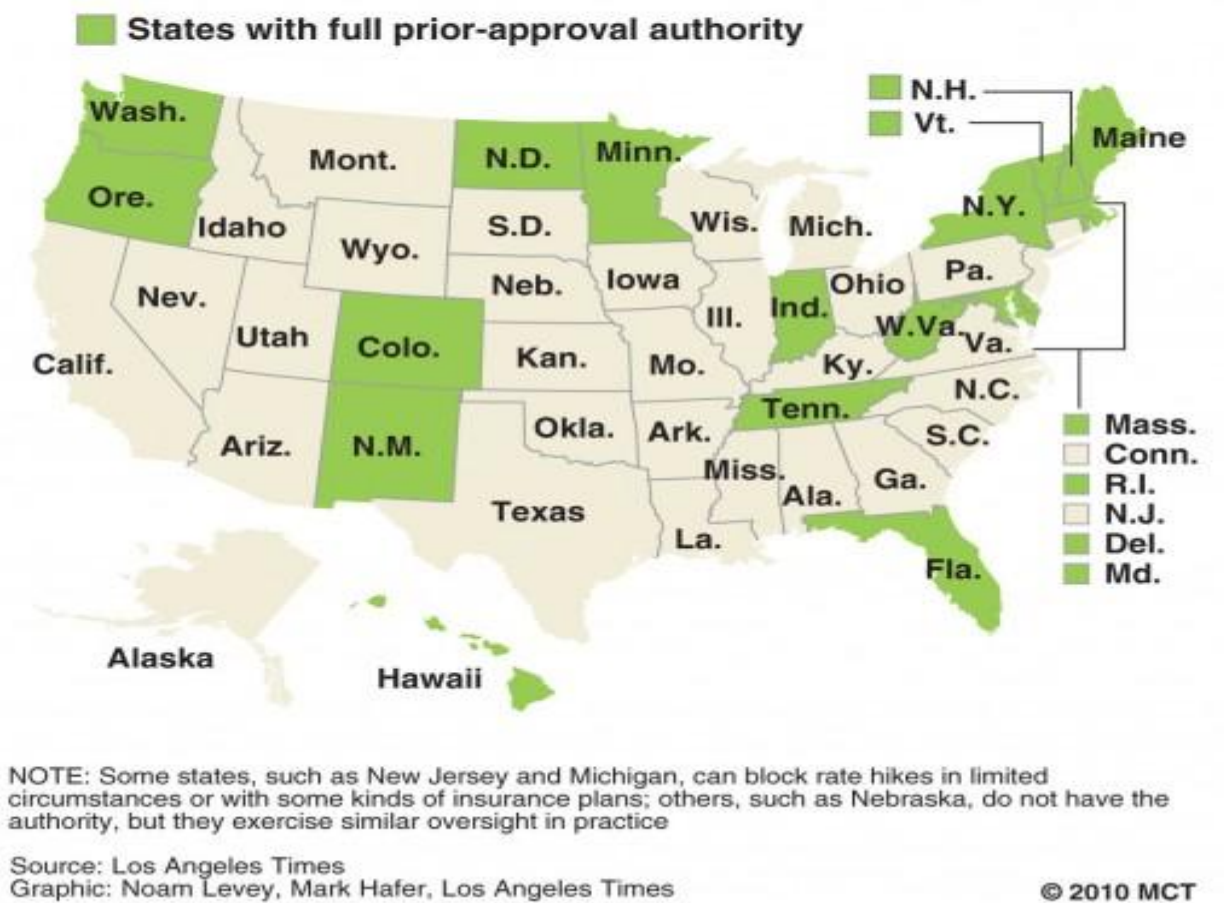 States with full prior-approval authority
Wash.
Ore.
Calif.
Nev.
Idaho
Mont.
Wyo.
Utah
Ariz.
Colo.
N.M.
N.D.
S.D.
Neb.
Kan.
Okla.
Texas
Minn.
Iowa
Mo.
Ark.
La.
Wis.
Ill.
Mich.
Ind.
Ohio
Ky.
Tenn.
Miss.
Ala.
Ga.
Fla.
S.C.
N.C.
Va.
W.Va.
Pa.
N.Y.
N.H.
Vt.
Maine
Mass.
Conn.
R.I.
N.J.
Del.
Md.
Alaska
Hawaii
NOTE: Some states, such as New Jersey and Michigan, can block rate hikes in limited
circumstances or with some kinds of insurance plans; others, such as Nebraska, do not have the
authority, but they exercise similar oversight in practice
Source: Los Angeles Times
Graphic: Noam Levey, Mark Hafer, Los Angeles Times
© 2010 MCT